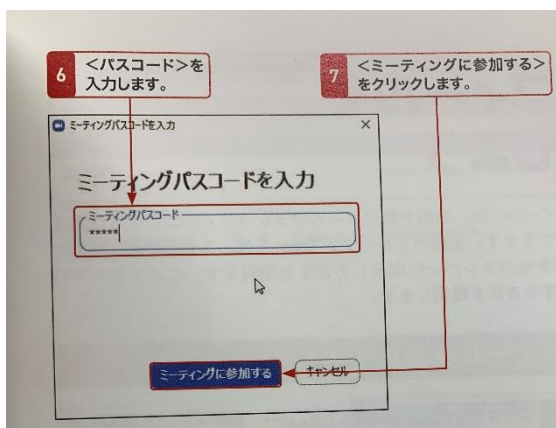 6 <パスコード>を
入力します。
7 <ミーティングに参加する>
をクリックします。
ミーティングパスコードを入力
ミーティングパスコードを入力
ミーティングパスコード
*****
ミーティングに参加する
キャンセル